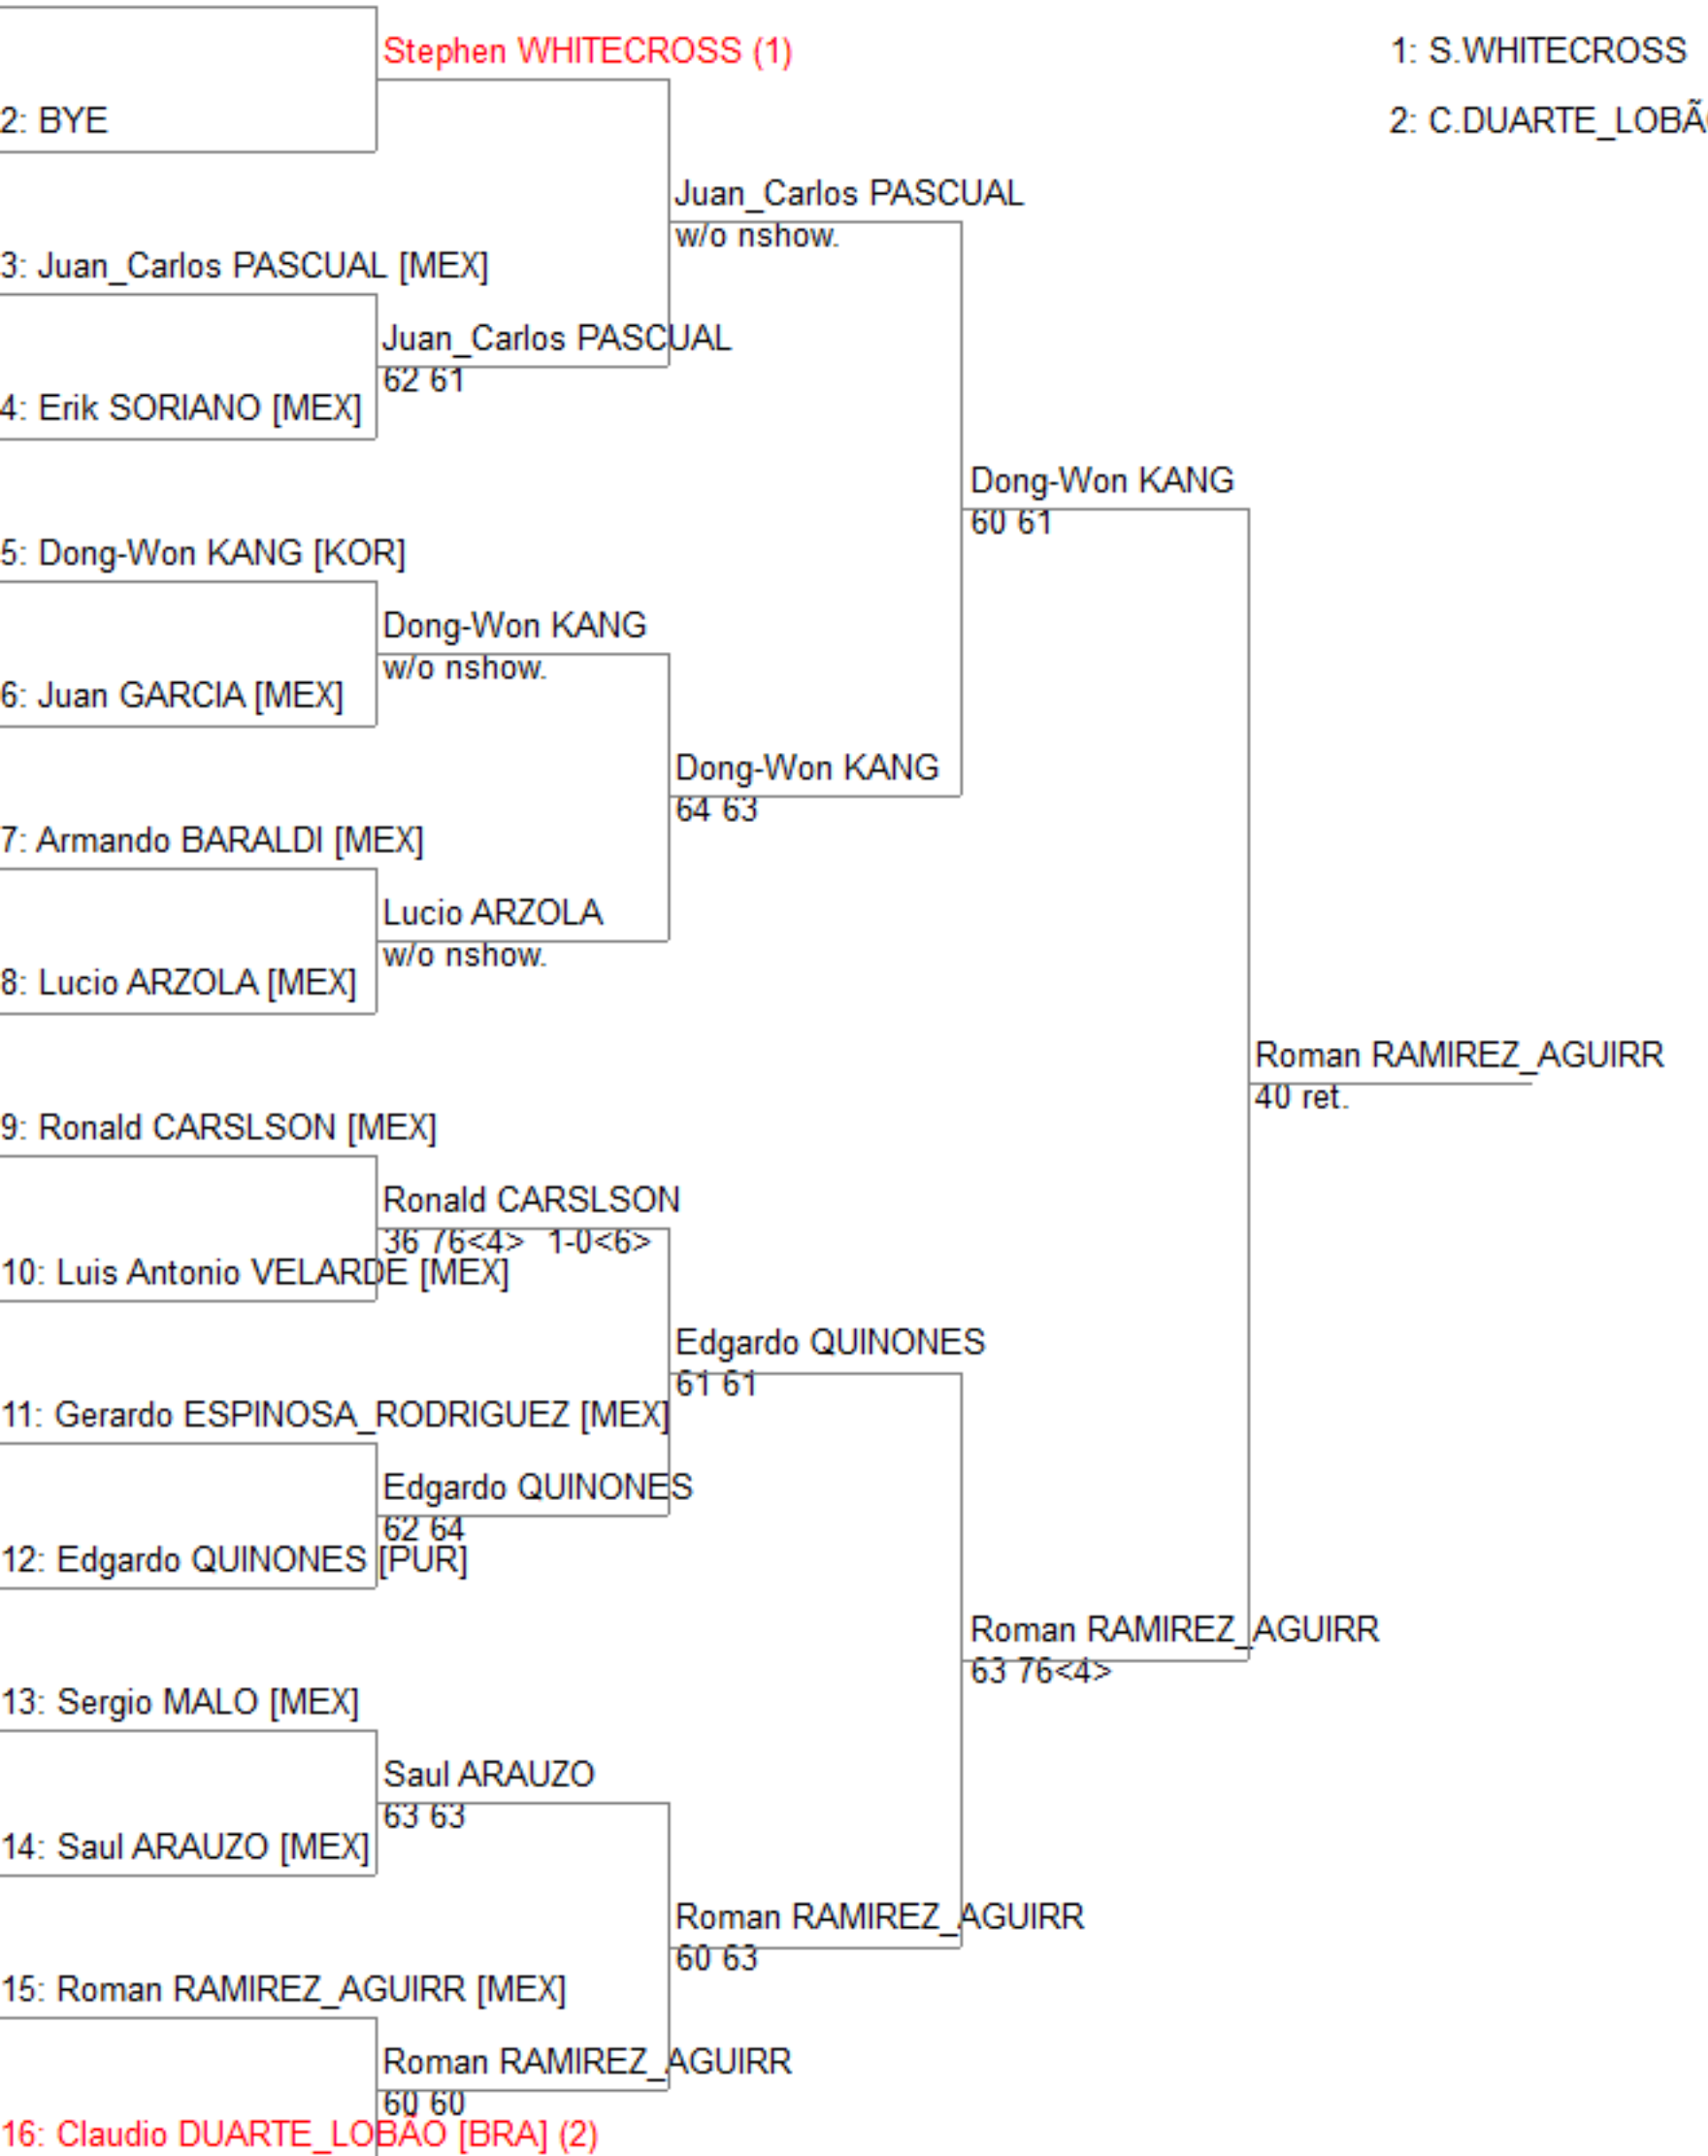 Stephen WHITECROSS (1)
1: S.WHITECROSS
2: BYE
2: C.DUARTE_LOBÃ
Juan_Carlos PASCUAL
w/o nshow.
3: Juan_Carlos PASCUAL [MEX]
Juan_Carlos PASCUAL
62 61
4: Erik SORIANO [MEX]
Dong-Won KANG
60 61
5: Dong-Won KANG [KOR]
Dong-Won KANG
w/o nshow.
6: Juan GARCIA [MEX]
Dong-Won KANG
64 63
7: Armando BARALDI [MEX]
Lucio ARZOLA
w/o nshow.
8: Lucio ARZOLA [MEX]
Roman RAMIREZ_AGUIRR
40 ret.
9: Ronald CARSLSON [MEX]
Ronald CARSLSON
36 76<4> 1-0<6>
10: Luis Antonio VELARDE [MEX]
Edgardo QUINONES
61 61
11: Gerardo ESPINOSA_RODRIGUEZ [MEX]
Edgardo QUINONES
62 64
12: Edgardo QUINONES [PUR]
Roman RAMIREZ_AGUIRR
63 76<4>
13: Sergio MALO [MEX]
Saul ARAUZO
63 63
14: Saul ARAUZO [MEX]
Roman RAMIREZ_AGUIRR
60 63
15: Roman RAMIREZ_AGUIRR [MEX]
Roman RAMIREZ_AGUIRR
60 60
16: Claudio DUARTE_LOBÃO [BRA] (2)